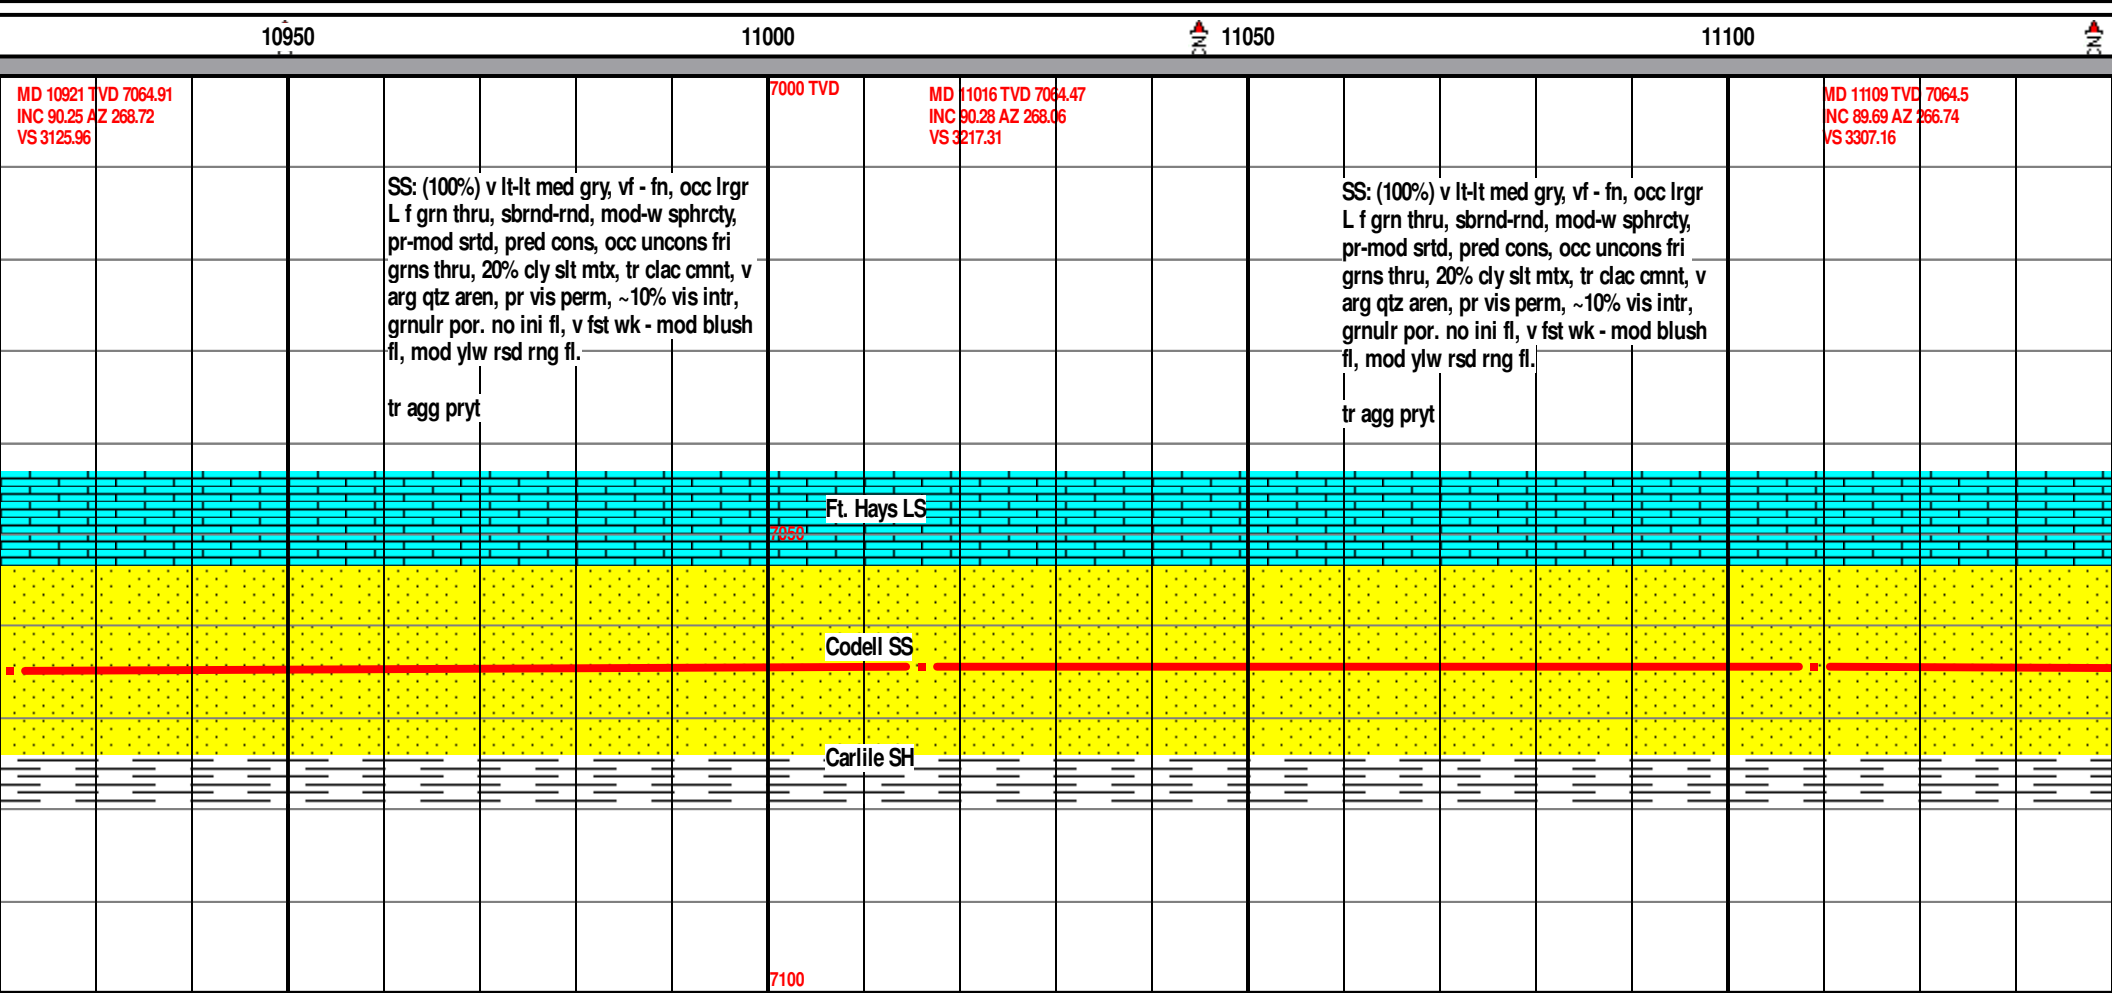 10950 11000 CN 11050 11100 CN
MD 10921 TVD 7064.91
INC 90.25 AZ 268.72
VS 3125.96
7000 TVD
MD 11016 TVD 7064.47
INC 90.28 AZ 268.06
VS 3217.31
MD 11109 TVD 7064.5
INC 89.69 AZ 266.74
VS 3307.16
SS: (100%) v lt-lt med gry, vf - fn, occ lrgr
L f grn thru, sbrnd-rnd, mod-w sphrcty,
pr-mod srtd, pred cons, occ uncons fri
grns thru, 20% cly slt mtx, tr clac cmnt, v
arg qtz aren, pr vis perm, ~10% vis intr,
grnulr por. no ini fl, v fst wk - mod blush
fl, mod ylw rsd rng fl.
tr agg pryt
SS: (100%) v lt-lt med gry, vf - fn, occ lrgr
L f grn thru, sbrnd-rnd, mod-w sphrcty,
pr-mod srtd, pred cons, occ uncons fri
grns thru, 20% cly slt mtx, tr clac cmnt, v
arg qtz aren, pr vis perm, ~10% vis intr,
grnulr por. no ini fl, v fst wk - mod blush
fl, mod ylw rsd rng fl.
tr agg pryt
Ft. Hays LS
7050
Codell SS
Carlile SH
7100